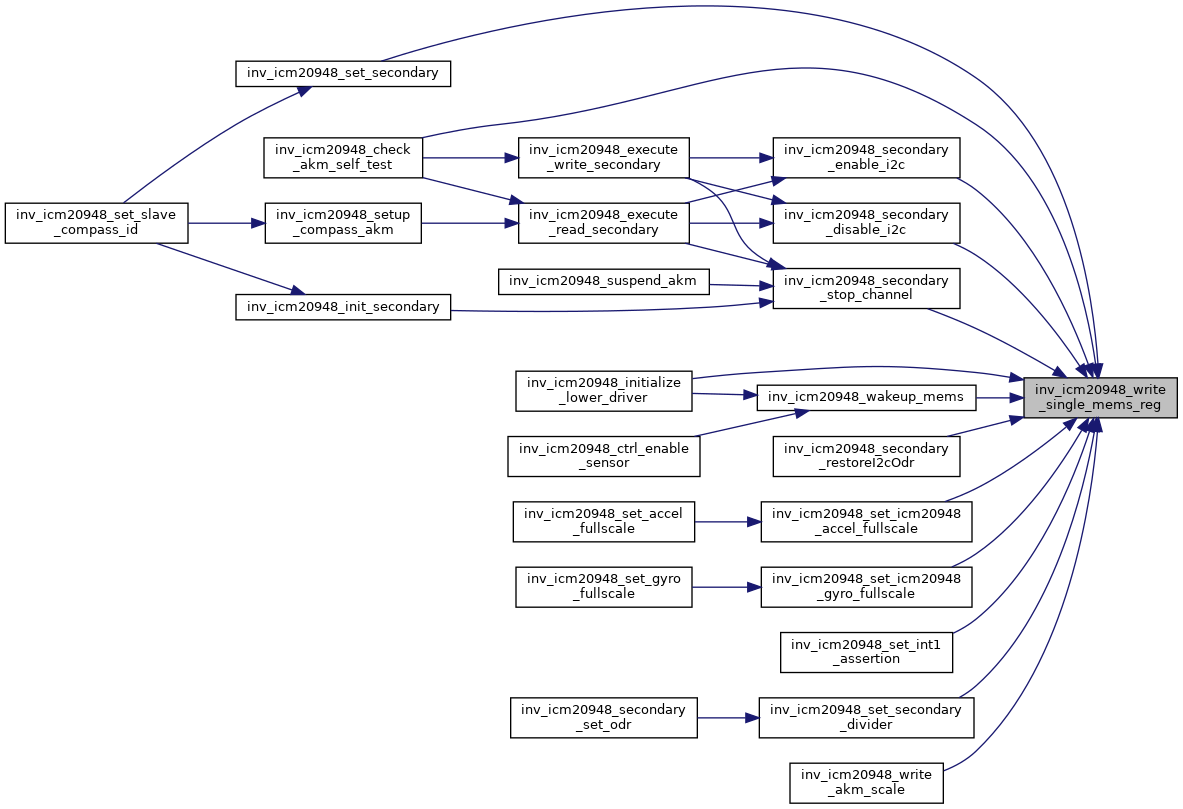 inv_icm20948_set_secondary
inv_icm20948_check
_akm_self_test
inv_icm20948_execute
_write_secondary
inv_icm20948_secondary
_enable_i2c
inv_icm20948_set_slave
_compass_id
inv_icm20948_setup
_compass_akm
inv_icm20948_execute
_read_secondary
inv_icm20948_secondary
_disable_i2c
inv_icm20948_suspend_akm
inv_icm20948_secondary
_stop_channel
inv_icm20948_init_secondary
inv_icm20948_initialize
_lower_driver
inv_icm20948_wakeup_mems
inv_icm20948_write
_single_mems_reg
inv_icm20948_ctrl_enable
_sensor
inv_icm20948_secondary
_restoreI2cOdr
inv_icm20948_set_accel
_fullscale
inv_icm20948_set_icm20948
_accel_fullscale
inv_icm20948_set_gyro
_fullscale
inv_icm20948_set_icm20948
_gyro_fullscale
inv_icm20948_set_int1
_assertion
inv_icm20948_secondary
_set_odr
inv_icm20948_set_secondary
_divider
inv_icm20948_write
_akm_scale